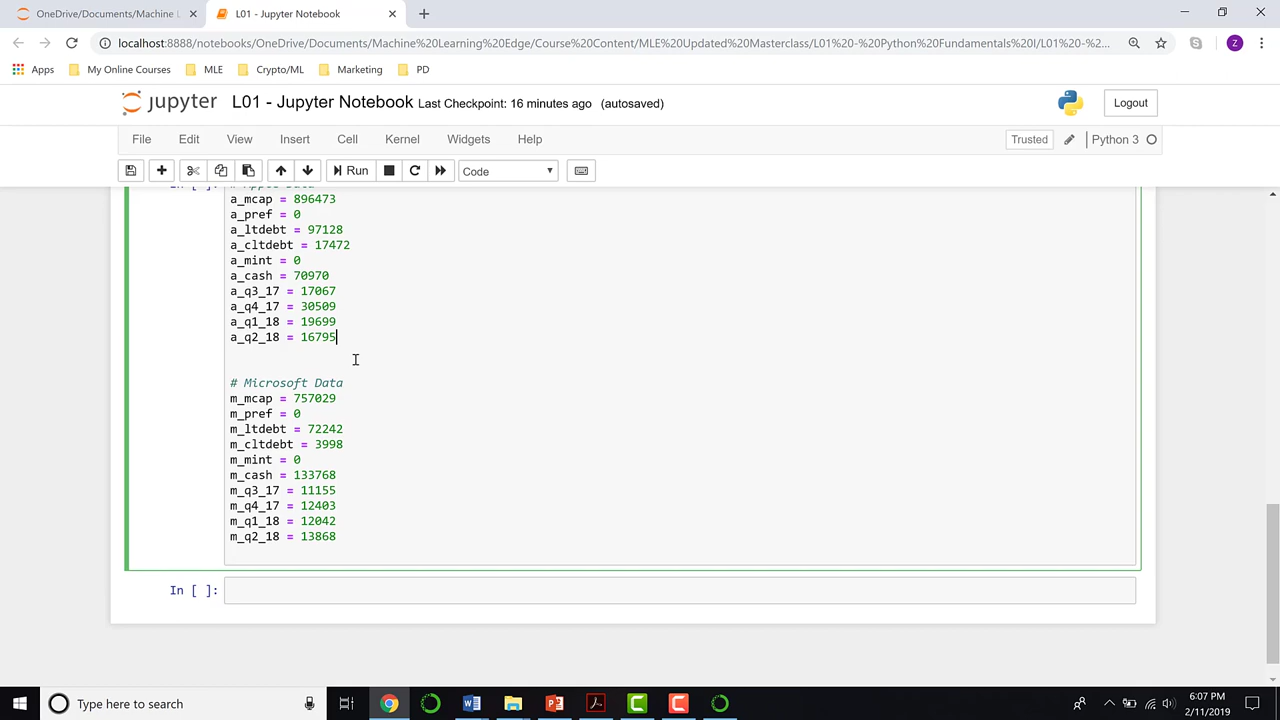 OneDrive/Documents/Machine L
L01 - Jupyter Notebook
localhost:8888/notebooks/OneDrive/Documents/Machine%20Learning%20Edge/Course%20Content/MLE%20Updated%20Masterclass/L01%20-%20Python%20Fundamentals%20I/L01%20-%2...
Apps My Online Courses MLE Crypto/ML Marketing PD
jupyter L01 - Jupyter Notebook Last Checkpoint: 16 minutes ago (autosaved) Logout
File Edit View Insert Cell Kernel Widgets Help Trusted Python 3
Run Code
In [ ]: # Apple Data
a_mcap = 896473
a_pref = 0
a_ltdebt = 97128
a_cltdebt = 17472
a_mint = 0
a_cash = 70970
a_q3_17 = 17067
a_q4_17 = 30509
a_q1_18 = 19699
a_q2_18 = 16795
# Microsoft Data
m_mcap = 757029
m_pref = 0
m_ltdebt = 72242
m_cltdebt = 3998
m_mint = 0
m_cash = 133768
m_q3_17 = 11155
m_q4_17 = 12403
m_q1_18 = 12042
m_q2_18 = 13868
In [ ]:
Type here to search
6:07 PM
2/11/2019